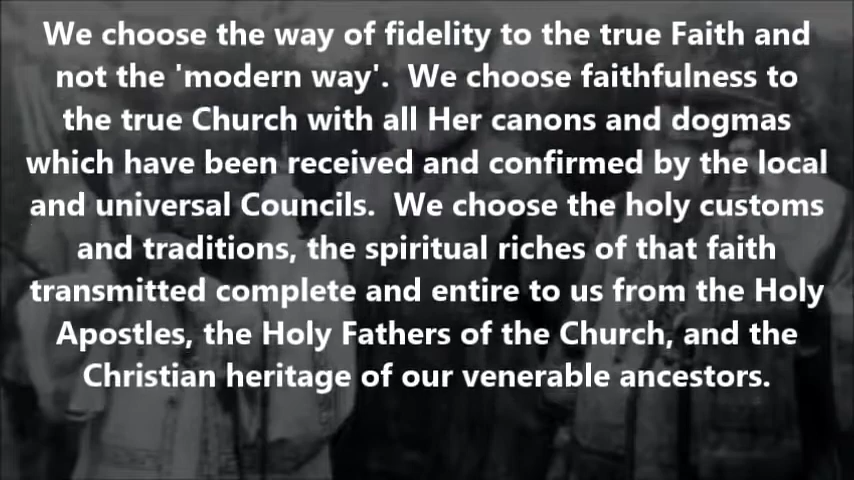 We choose the way of fidelity to the true Faith and
not the 'modern way'.  We choose faithfulness to
the true Church with all Her canons and dogmas
which have been received and confirmed by the local
and universal Councils.  We choose the holy customs
and traditions, the spiritual riches of that faith
transmitted complete and entire to us from the Holy
Apostles, the Holy Fathers of the Church, and the
Christian heritage of our venerable ancestors.